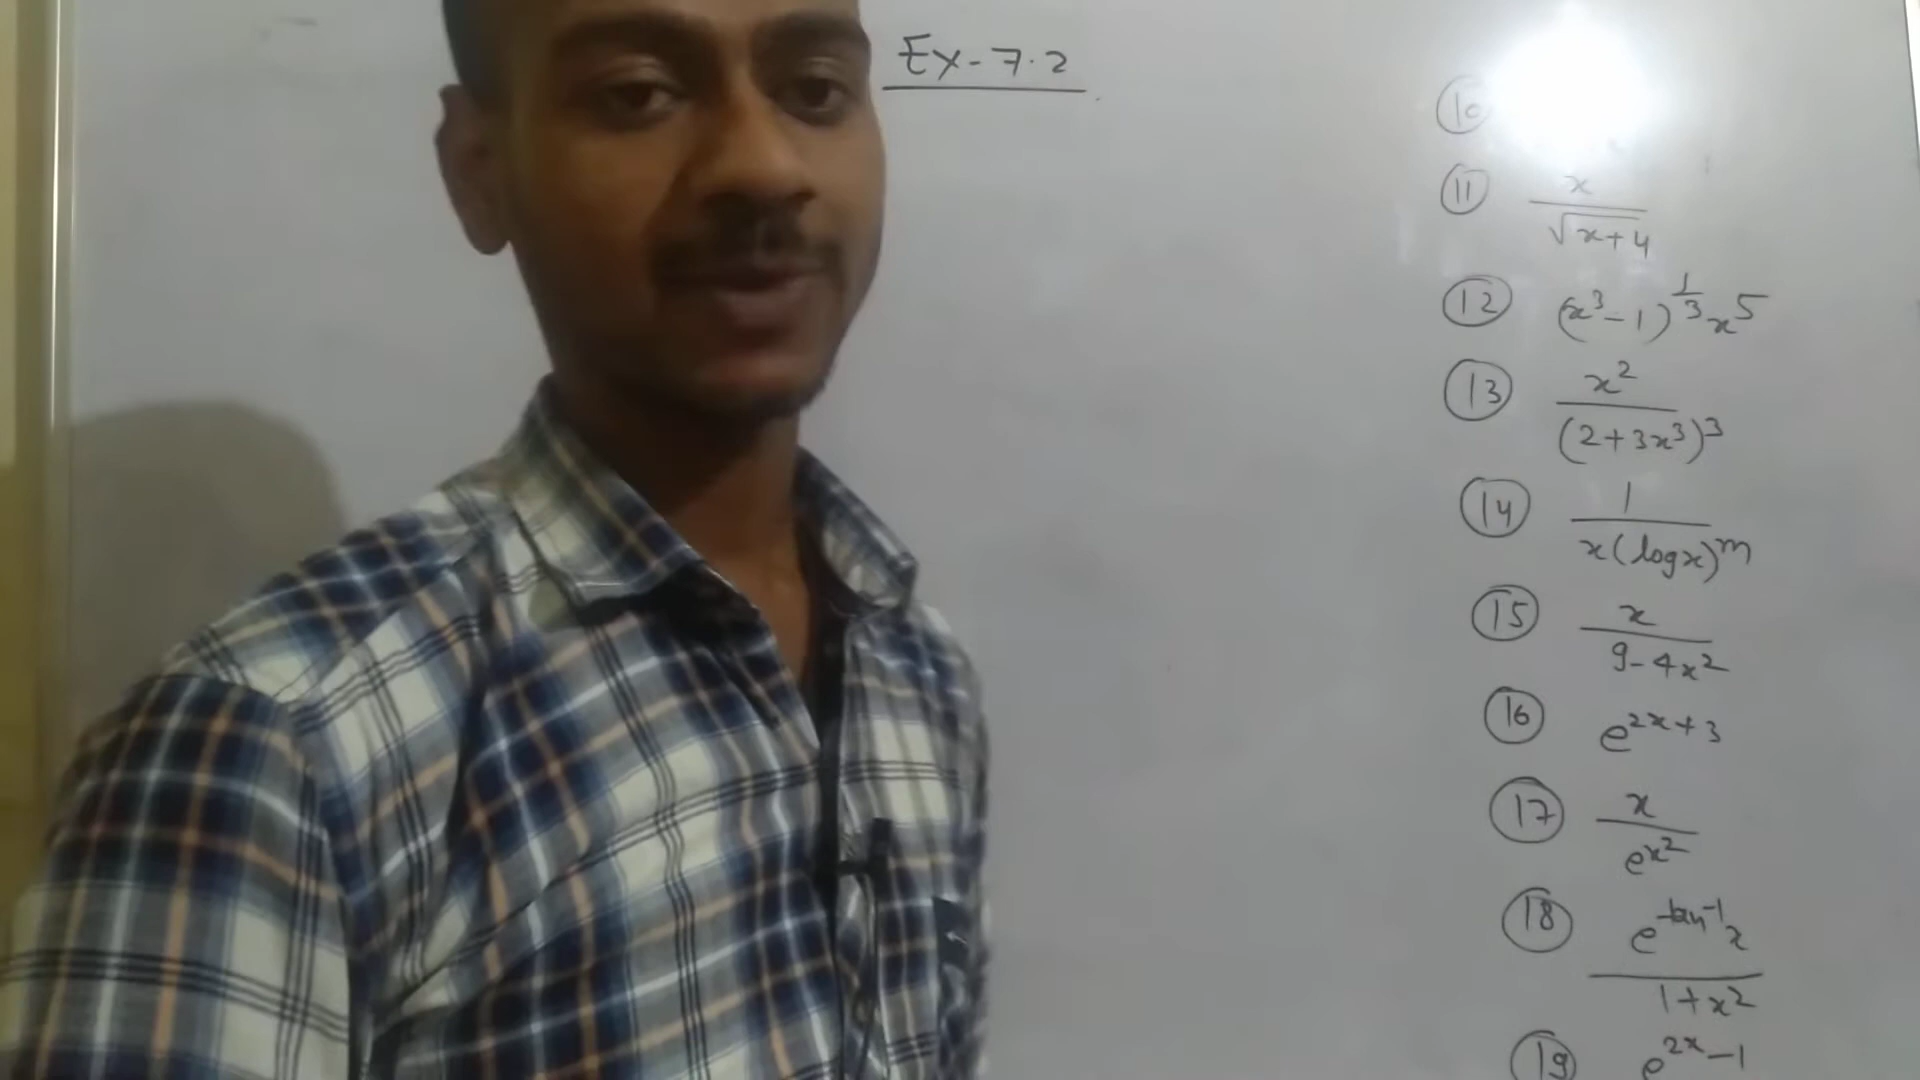 Ex-7.2
(10)
(11) x/√(x+4)
(12) (x³-1)^(1/3) x⁵
(13) x²/(2+3x³)³
(14) 1/(x(logx)^m)
(15) x/(9-4x²)
(16) e^(2x+3)
(17) x/e^(x²)
(18) e^(tan⁻¹x)/(1+x²)
(19) e^(2x)-1